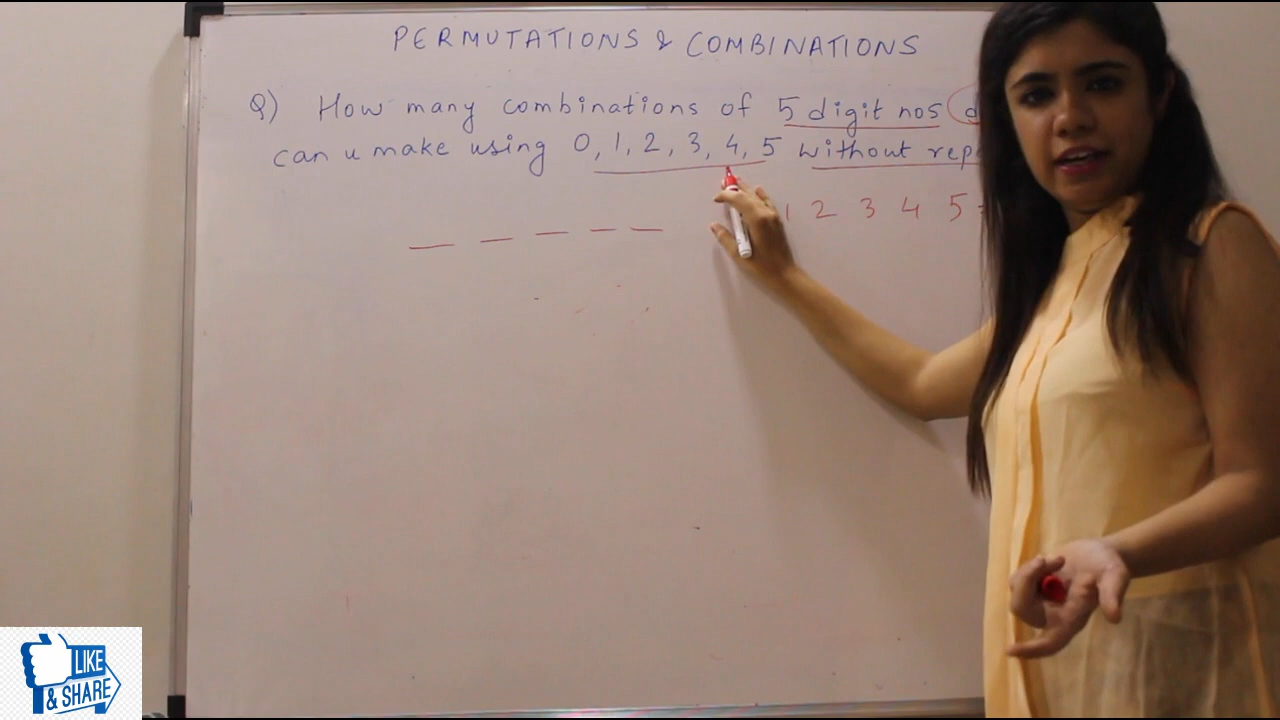 PERMUTATIONS & COMBINATIONS
Q) How many combinations of 5 digit nos
can u make using 0, 1, 2, 3, 4, 5 without
1 2 3 4 5
LIKE
& SHARE